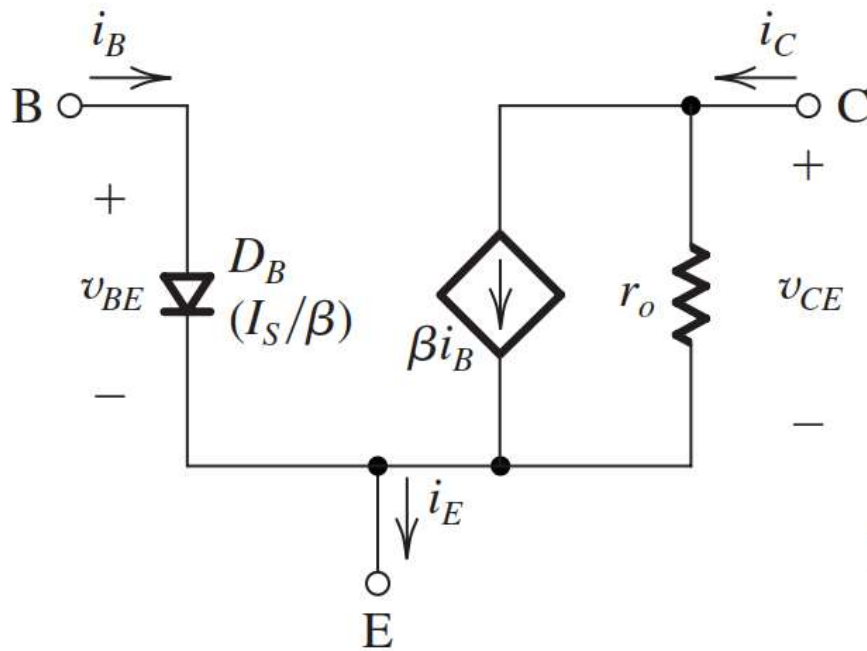 i_B
i_C
B
C
+
+
v_BE
D_B
(I_S/β)
βi_B
r_o
v_CE
−
−
i_E
E